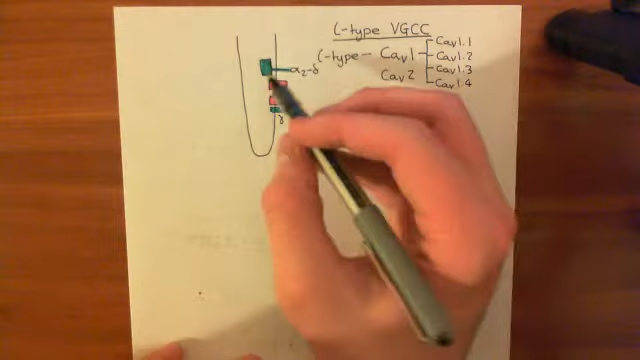 L-type VGCC
L-type – Cav1
Cav1.1
Cav1.2
Cav1.3
Cav1.4
Cav2
α2-δ
γ